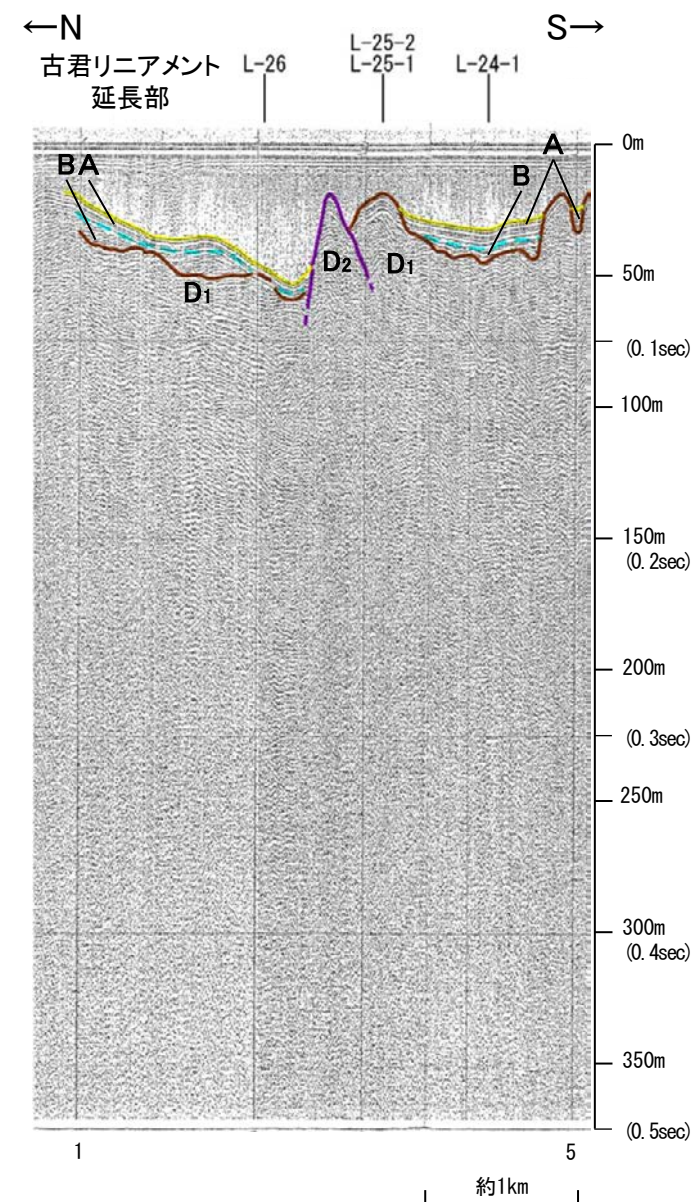 ←N
S→
古君リニアメント
延長部
L-26
L-25-2
L-25-1
L-24-1
0m
B A
A
B
D₂
D₁
D₁
50m
(0.1sec)
100m
150m
(0.2sec)
200m
(0.3sec)
250m
300m
(0.4sec)
350m
(0.5sec)
1
5
約1km